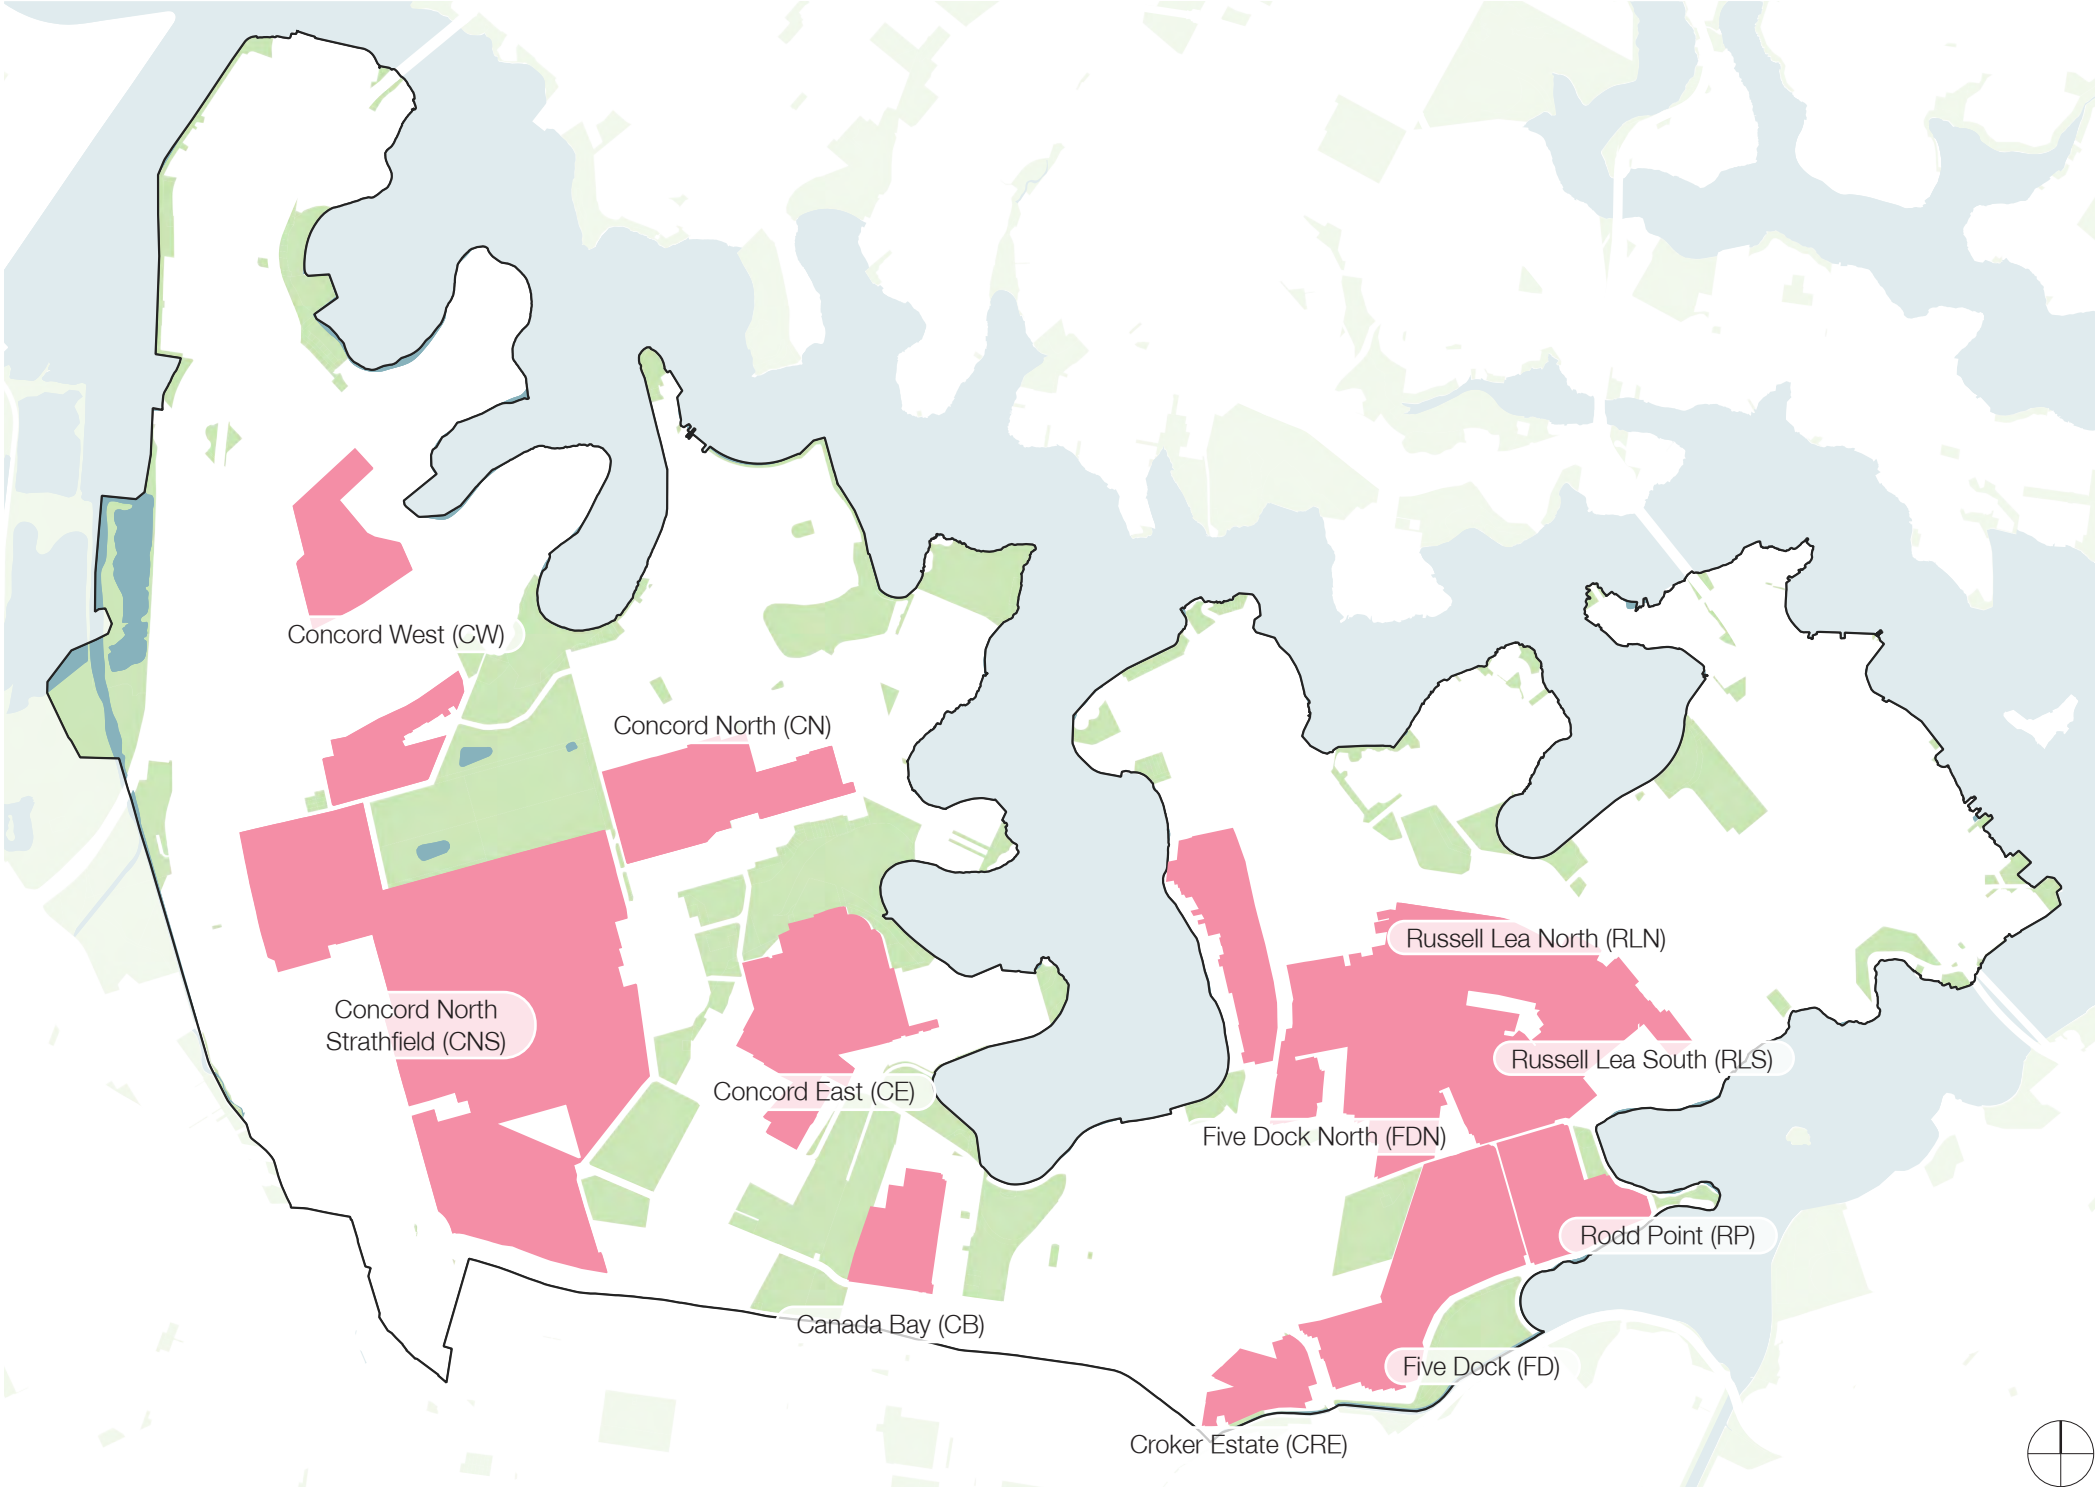 Concord West (CW)
Concord North (CN)
Russell Lea North (RLN)
Concord North
Strathfield (CNS)
Russell Lea South (RLS)
Concord East (CE)
Five Dock North (FDN)
Rodd Point (RP)
Canada Bay (CB)
Five Dock (FD)
Croker Estate (CRE)